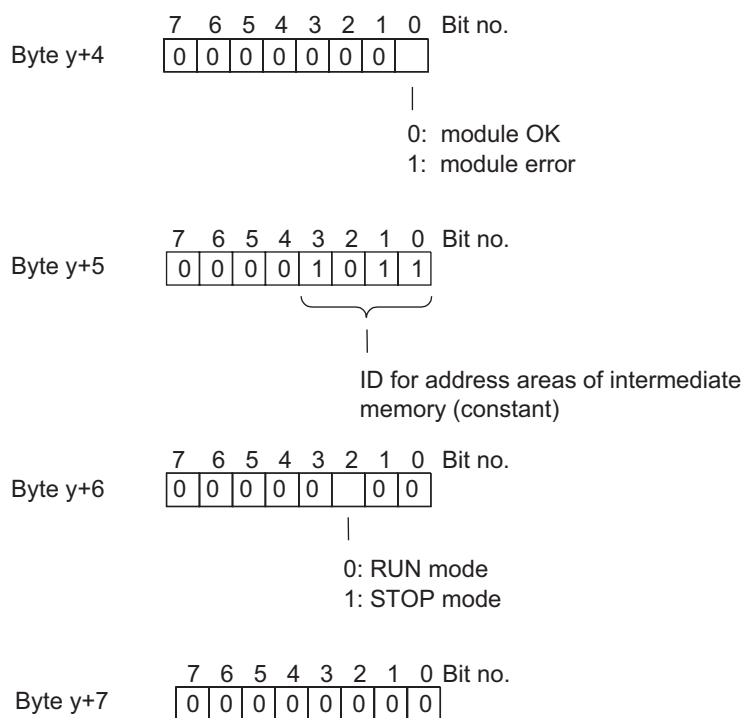 7 6 5 4 3 2 1 0 Bit no.
Byte y+4 0 0 0 0 0 0 0
0: module OK
1: module error
7 6 5 4 3 2 1 0 Bit no.
Byte y+5 0 0 0 0 1 0 1 1
ID for address areas of intermediate
memory (constant)
7 6 5 4 3 2 1 0 Bit no.
Byte y+6 0 0 0 0 0 0 0
0: RUN mode
1: STOP mode
7 6 5 4 3 2 1 0 Bit no.
Byte y+7 0 0 0 0 0 0 0 0